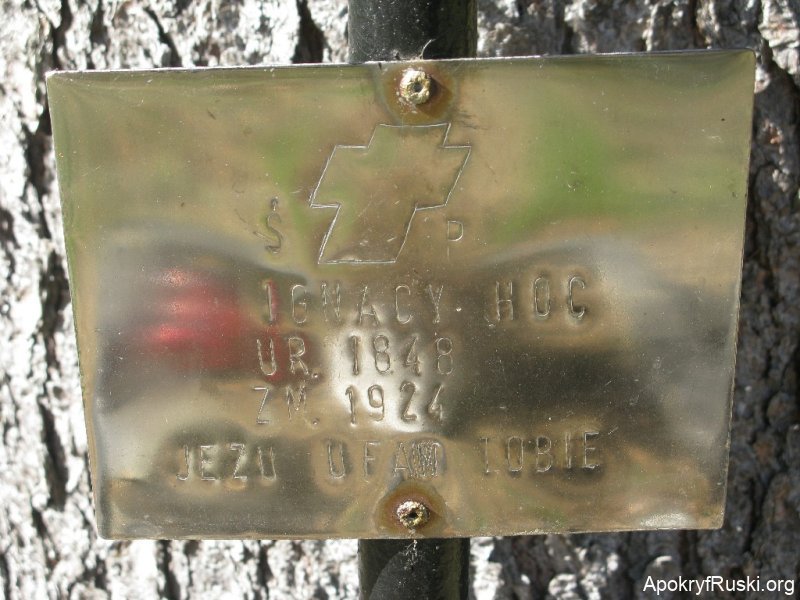 Ś P
IGNACY HOC
UR. 1848
ZM. 1924
JEZU UFAM TOBIE
ApokryfRuski.org